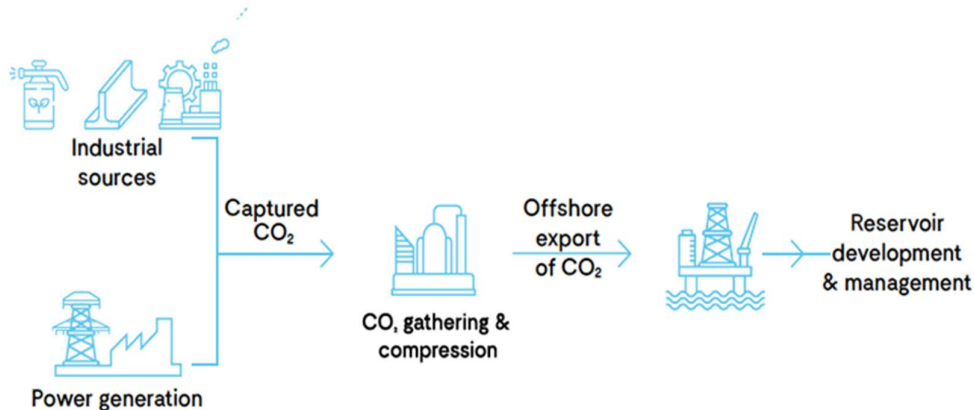 Industrial
sources
Captured
CO₂
Offshore
export
of CO₂
Reservoir
development
& management
CO, gathering &
compression
Power generation